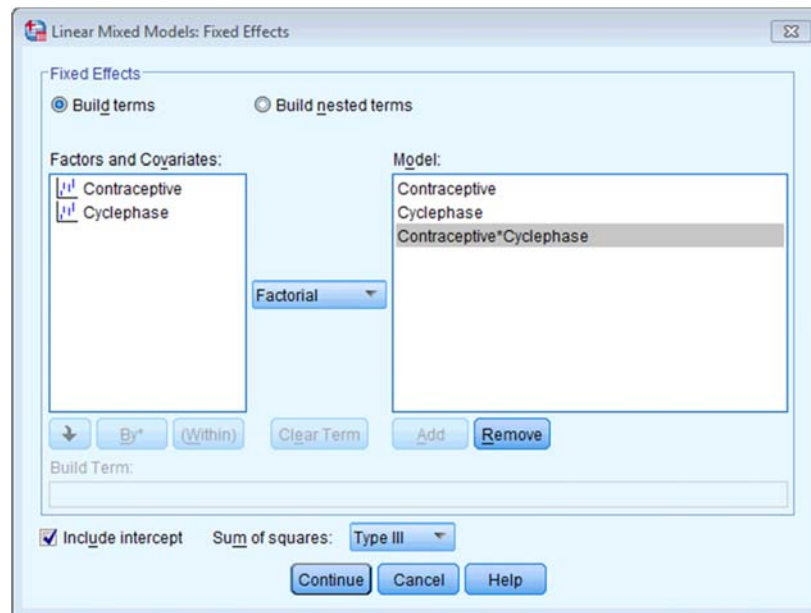 Linear Mixed Models: Fixed Effects
Fixed Effects
Build terms Build nested terms
Factors and Covariates: Model:
Contraceptive Contraceptive
Cyclephase Cyclephase
Contraceptive*Cyclephase
Factorial
By* (Within) Clear Term Add Remove
Build Term:
Include intercept Sum of squares: Type III
Continue Cancel Help